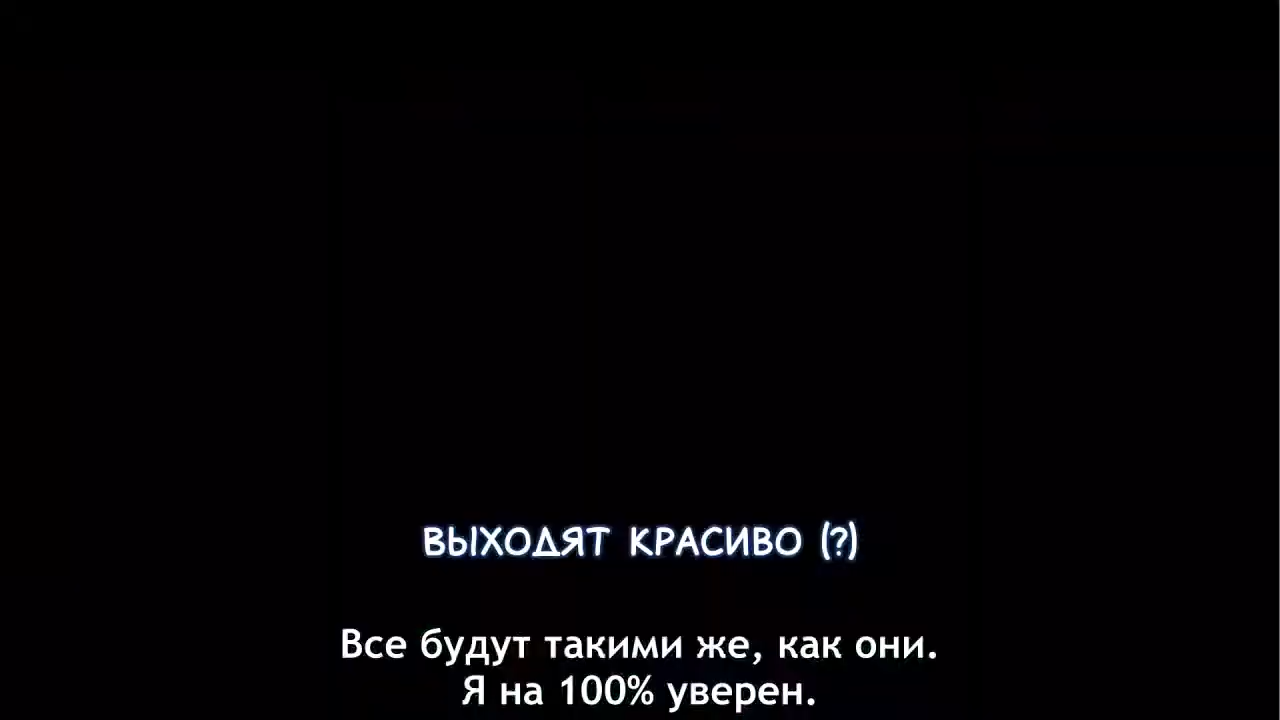 ВЫХОДЯТ КРАСИВО (?)
Все будут такими же, как они.
Я на 100% уверен.